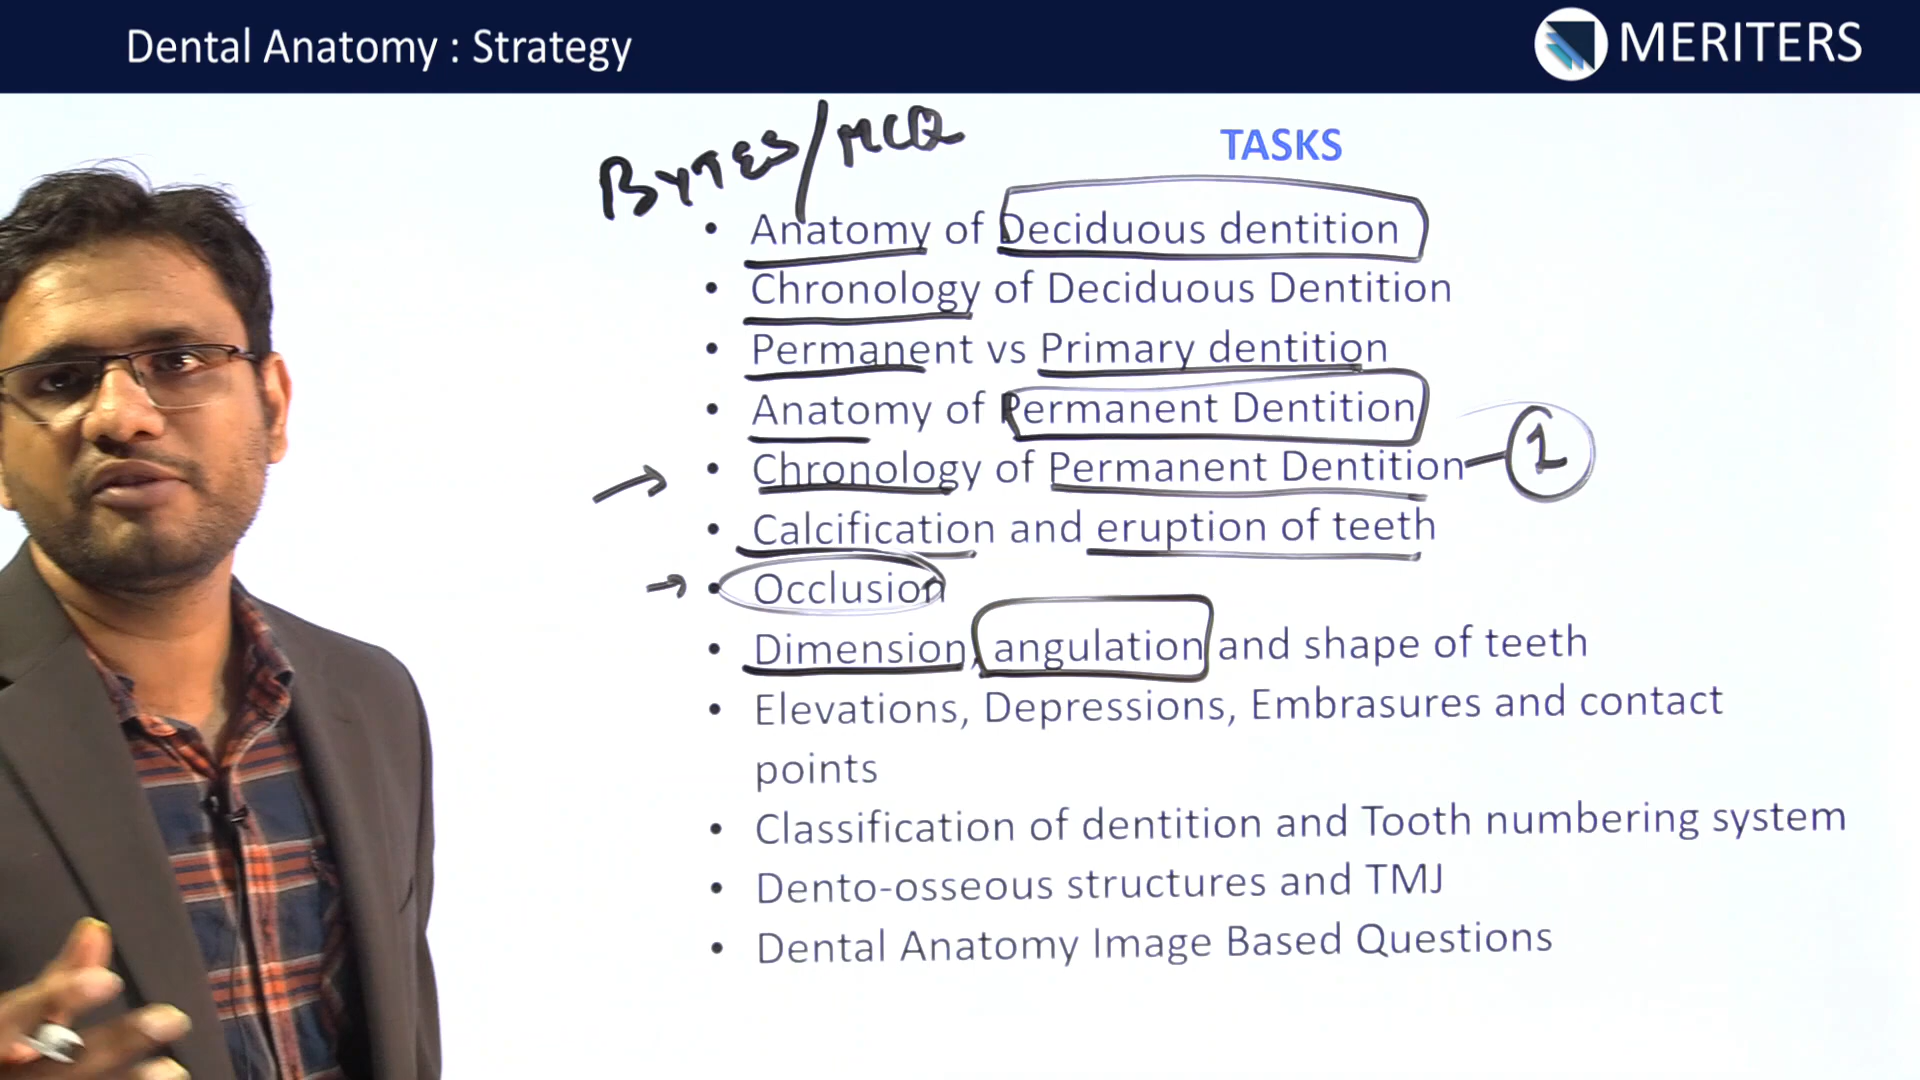 Dental Anatomy : Strategy
MERITERS
BYTES/MCQ
TASKS
• Anatomy of Deciduous dentition
• Chronology of Deciduous Dentition
• Permanent vs Primary dentition
• Anatomy of Permanent Dentition
• Chronology of Permanent Dentition – 1
• Calcification and eruption of teeth
• Occlusion
• Dimension, angulation and shape of teeth
• Elevations, Depressions, Embrasures and contact
points
• Classification of dentition and Tooth numbering system
• Dento-osseous structures and TMJ
• Dental Anatomy Image Based Questions